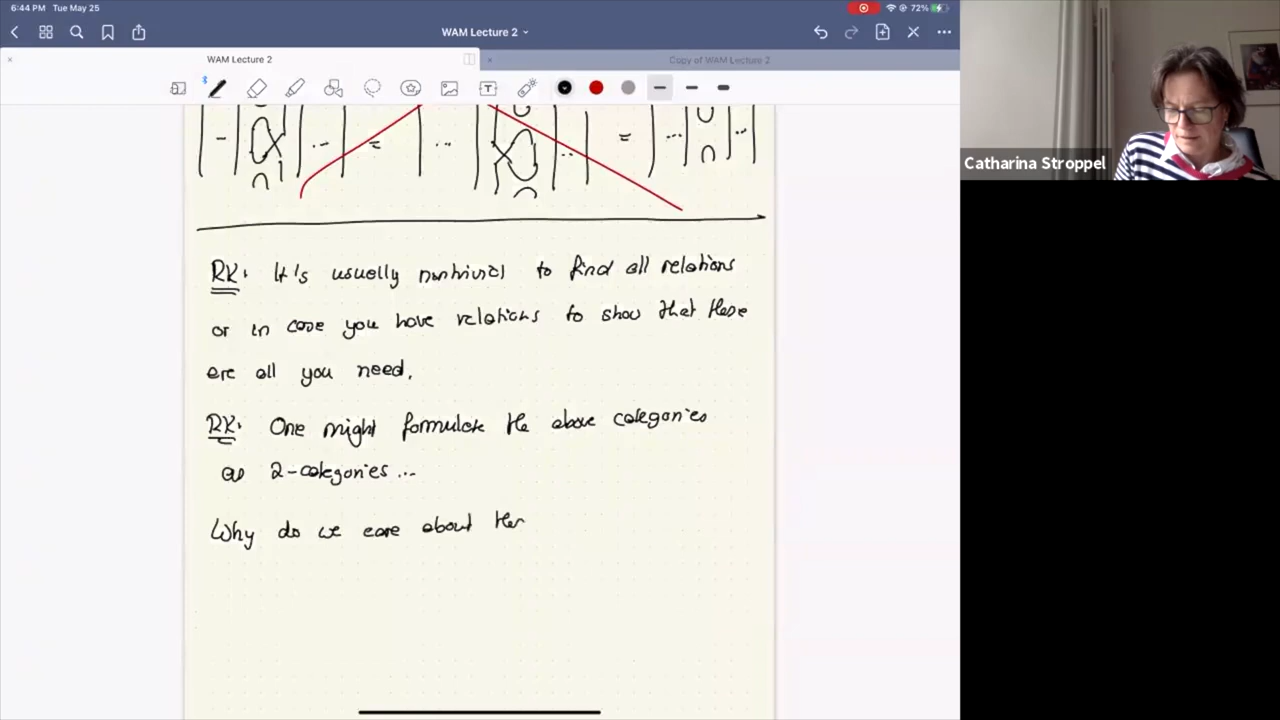 6:44 PM Tue May 25
72%
WAM Lecture 2
WAM Lecture 2
Copy of WAM Lecture 2
Catharina Stroppel
| - | | ... | = | ... | | .. | = | ... | | .. |
RK: It's usually nontrivial to find all relations
or in case you have relations to show that these
are all you need.
RK: One might formulate the above categories
as 2-categories...
Why do we care about the